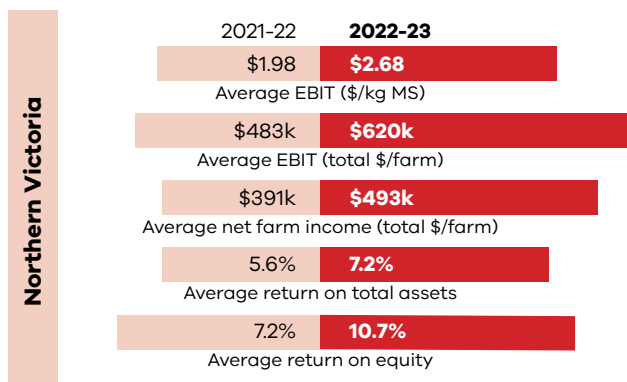 Northern Victoria
2021-22 2022-23
$1.98 $2.68
Average EBIT ($/kg MS)
$483k $620k
Average EBIT (total $/farm)
$391k $493k
Average net farm income (total $/farm)
5.6% 7.2%
Average return on total assets
7.2% 10.7%
Average return on equity